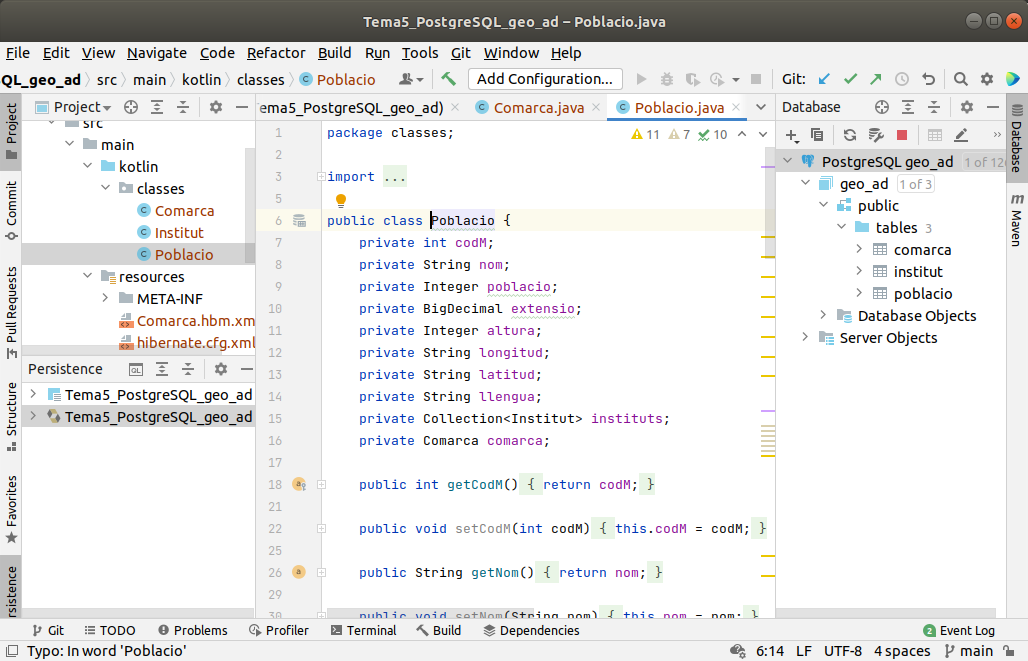 Tema5_PostgreSQL_geo_ad – Poblacio.java
File Edit View Navigate Code Refactor Build Run Tools Git Window Help
QL_geo_ad src main kotlin classes Poblacio Add Configuration... Git:
Project
Project
src
main
kotlin
classes
Comarca
Institut
Poblacio
resources
META-INF
Comarca.hbm.xm
hibernate.cfg.xml
Persistence
Tema5_PostgreSQL_geo_ad
Tema5_PostgreSQL_geo_ad
Commit
Pull Requests
Structure
Favorites
rsistence
ema5_PostgreSQL_geo_ad) Comarca.java Poblacio.java
11 7 10
1 package classes;
2
3 import ...
5
6 public class Poblacio {
7 private int codM;
8 private String nom;
9 private Integer poblacio;
10 private BigDecimal extensio;
11 private Integer altura;
12 private String longitud;
13 private String latitud;
14 private String llengua;
15 private Collection<Institut> instituts;
16 private Comarca comarca;
17
18 public int getCodM() { return codM; }
21
22 public void setCodM(int codM) { this.codM = codM; }
25
26 public String getNom() { return nom; }
29
30 public void setNom(String nom) { this.nom = nom; }
Database
PostgreSQL geo_ad 1 of 12
geo_ad 1 of 3
public
tables 3
comarca
institut
poblacio
Database Objects
Server Objects
Database
m Maven
Git TODO Problems Profiler Terminal Build Dependencies 2 Event Log
Typo: In word 'Poblacio' 6:14 LF UTF-8 4 spaces main